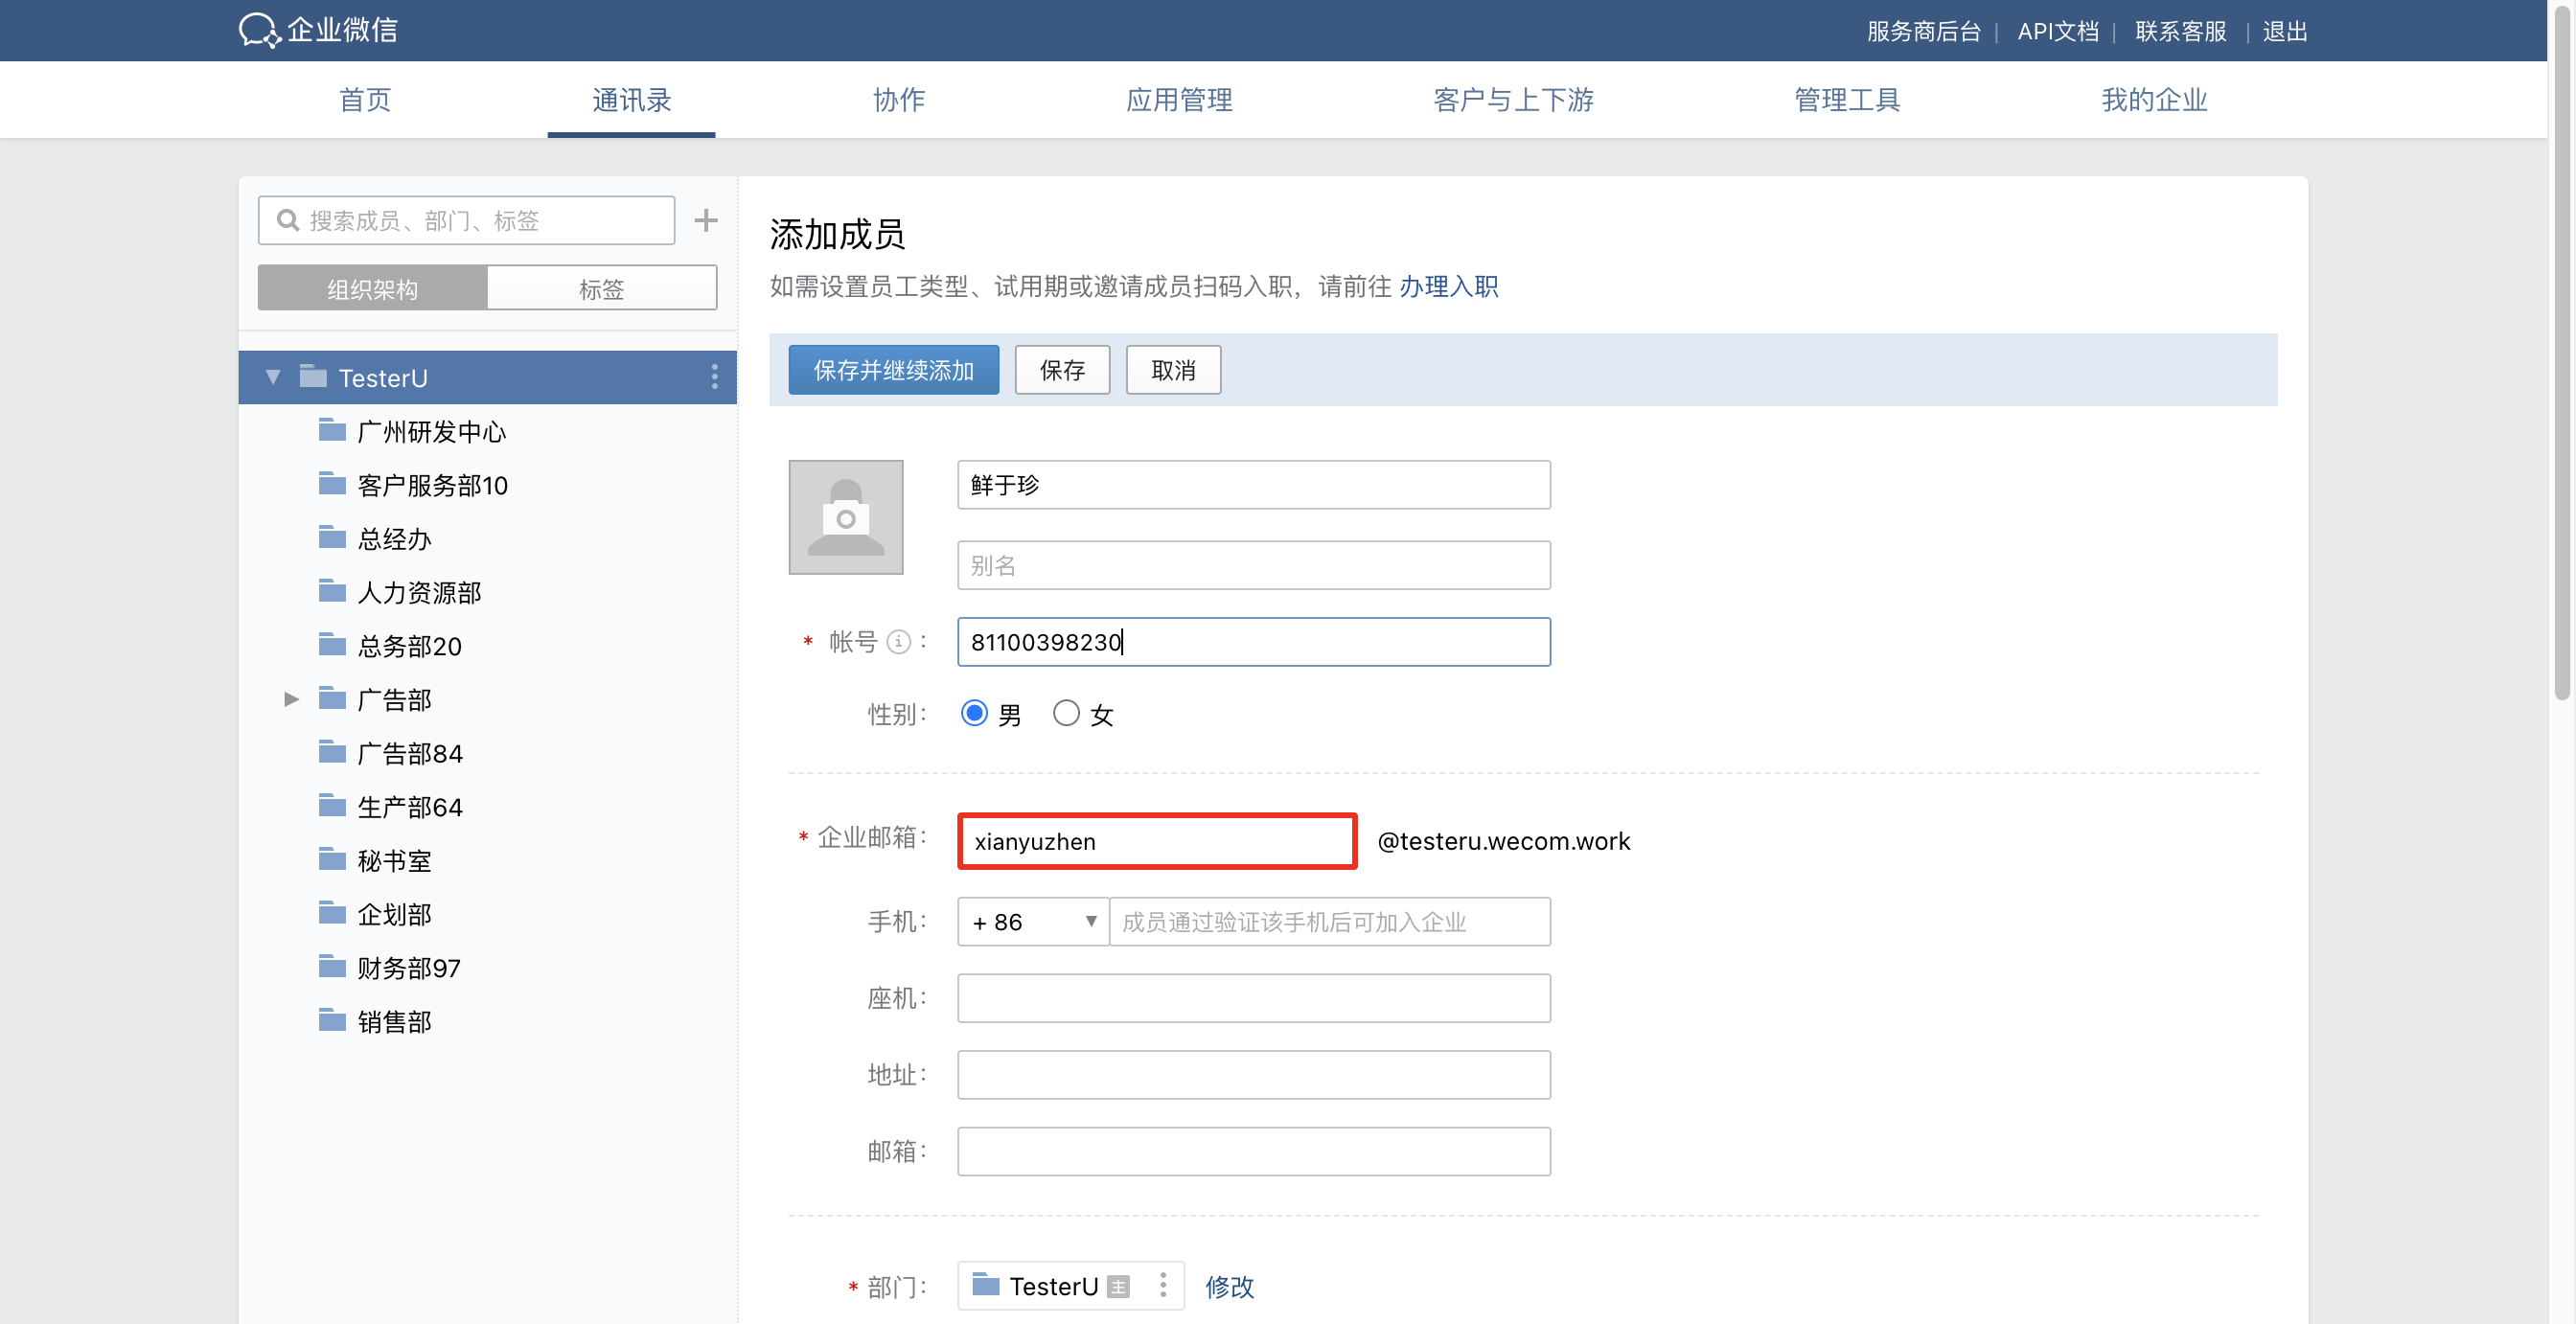 企业微信
服务商后台 | API文档 | 联系客服 | 退出
首页 通讯录 协作 应用管理 客户与上下游 管理工具 我的企业
搜索成员、部门、标签
组织架构 标签
TesterU
广州研发中心
客户服务部10
总经办
人力资源部
总务部20
广告部
广告部84
生产部64
秘书室
企划部
财务部97
销售部
添加成员
如需设置员工类型、试用期或邀请成员扫码入职，请前往 办理入职
保存并继续添加 保存 取消
鲜于珍
别名
* 帐号 : 81100398230
性别: 男 女
* 企业邮箱: xianyuzhen @testeru.wecom.work
手机: + 86 成员通过验证该手机后可加入企业
座机:
地址:
邮箱:
* 部门: TesterU 主 修改